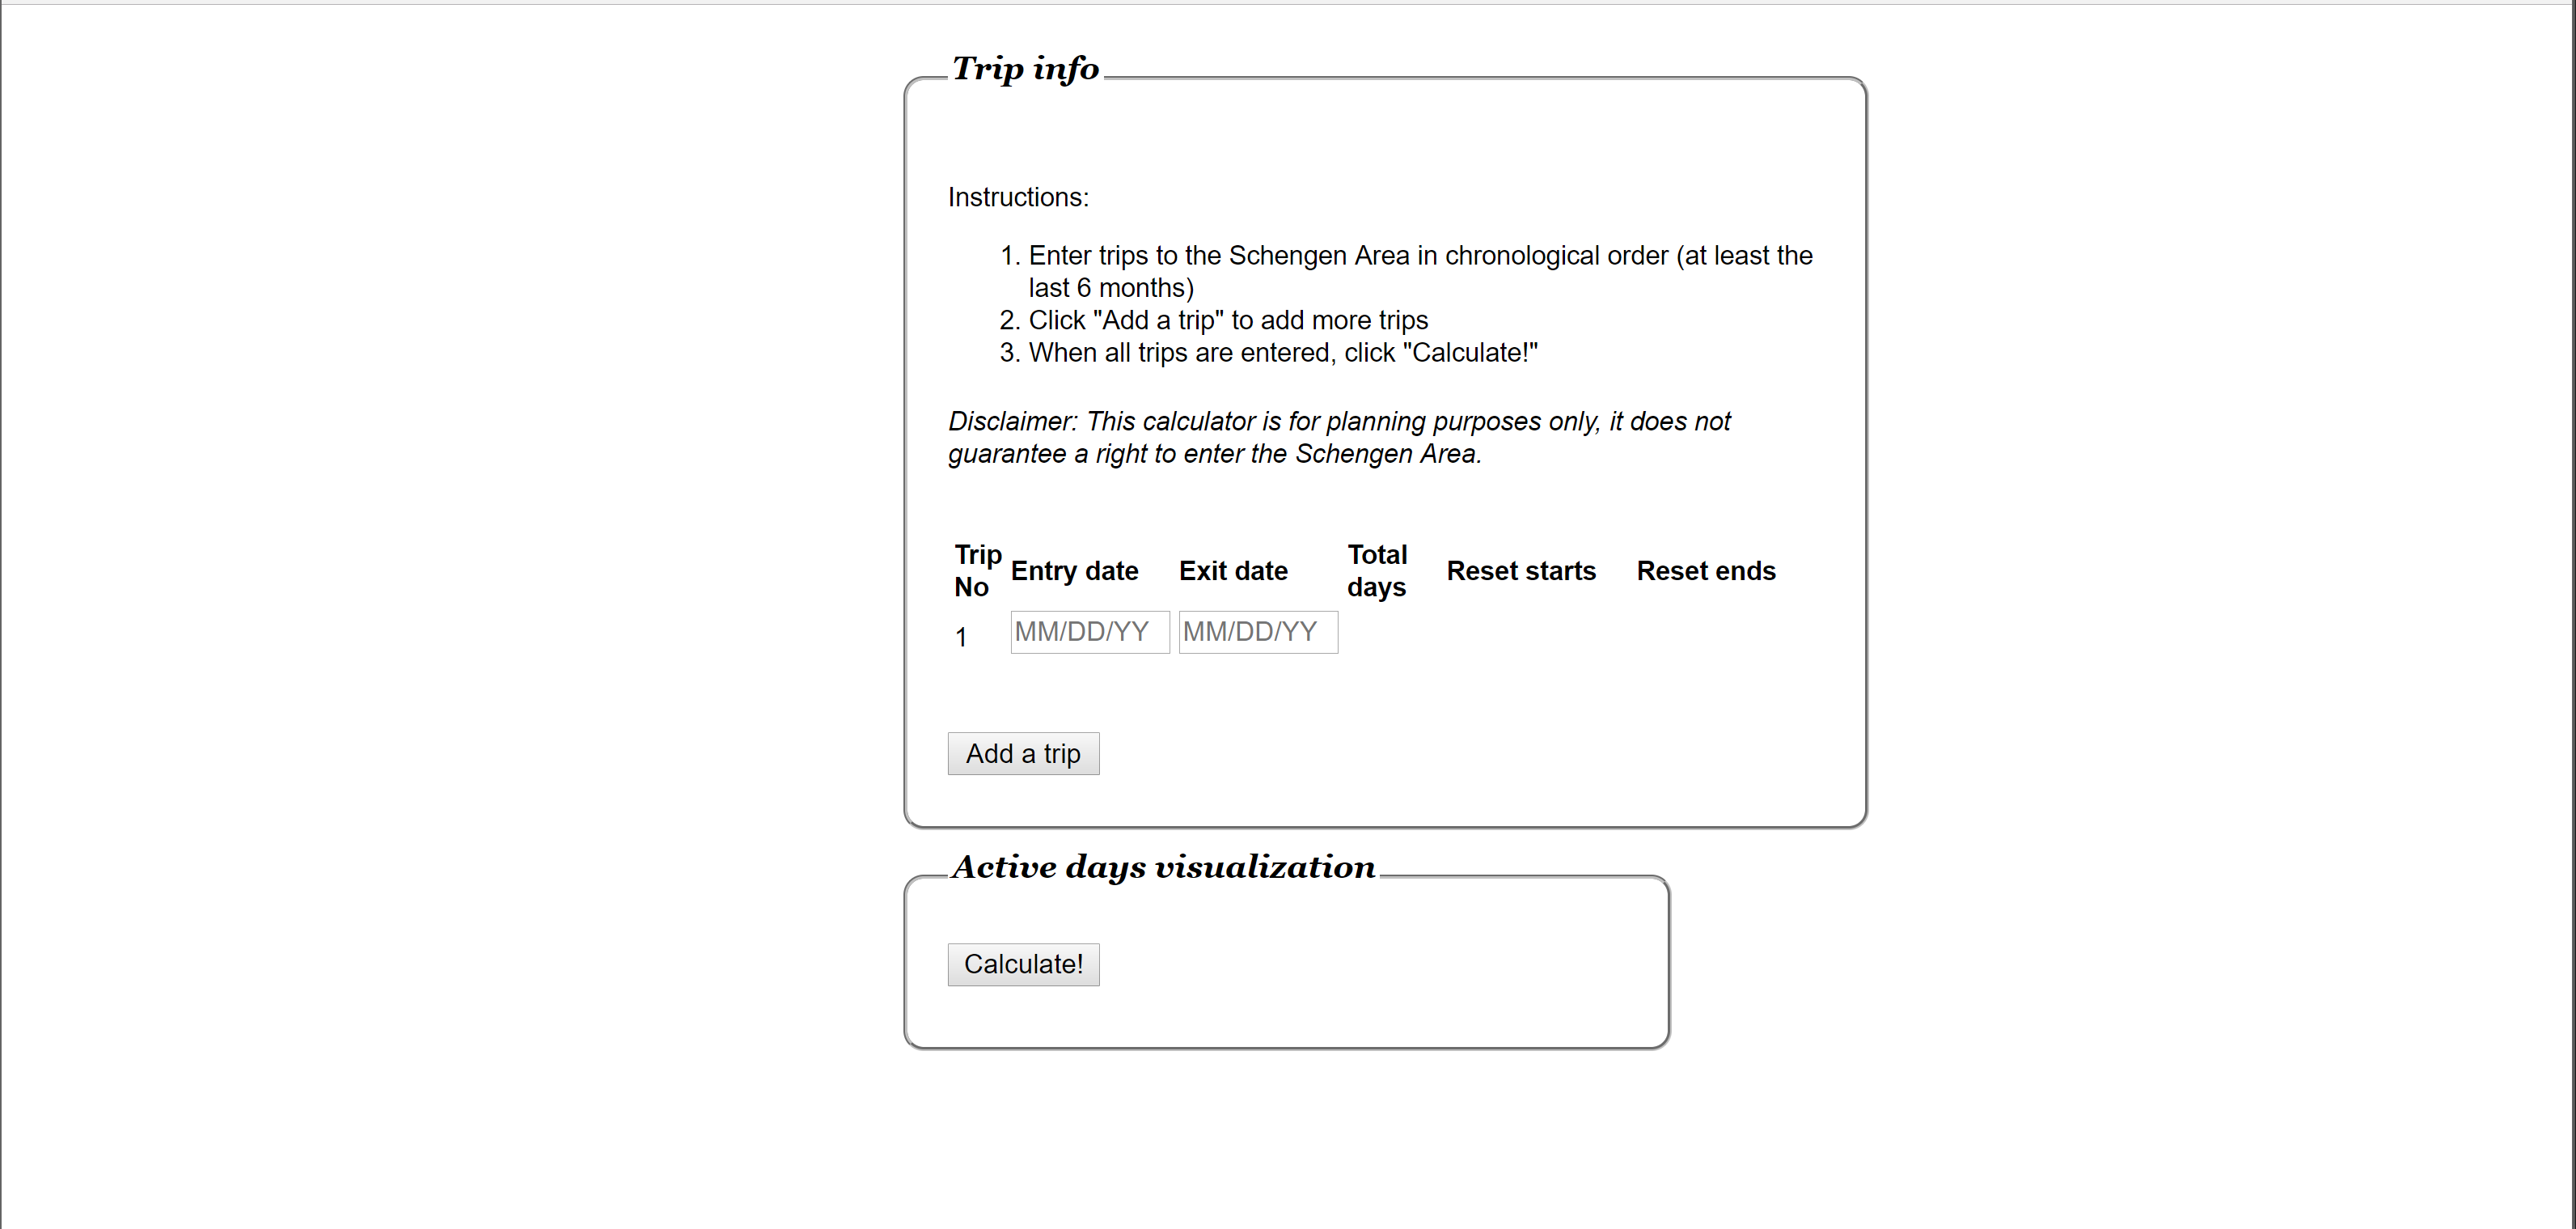 Trip info
Instructions:
1. Enter trips to the Schengen Area in chronological order (at least the
last 6 months)
2. Click "Add a trip" to add more trips
3. When all trips are entered, click "Calculate!"
Disclaimer: This calculator is for planning purposes only, it does not
guarantee a right to enter the Schengen Area.
Trip No Entry date Exit date Total days Reset starts Reset ends
1 MM/DD/YY MM/DD/YY
Add a trip
Active days visualization
Calculate!